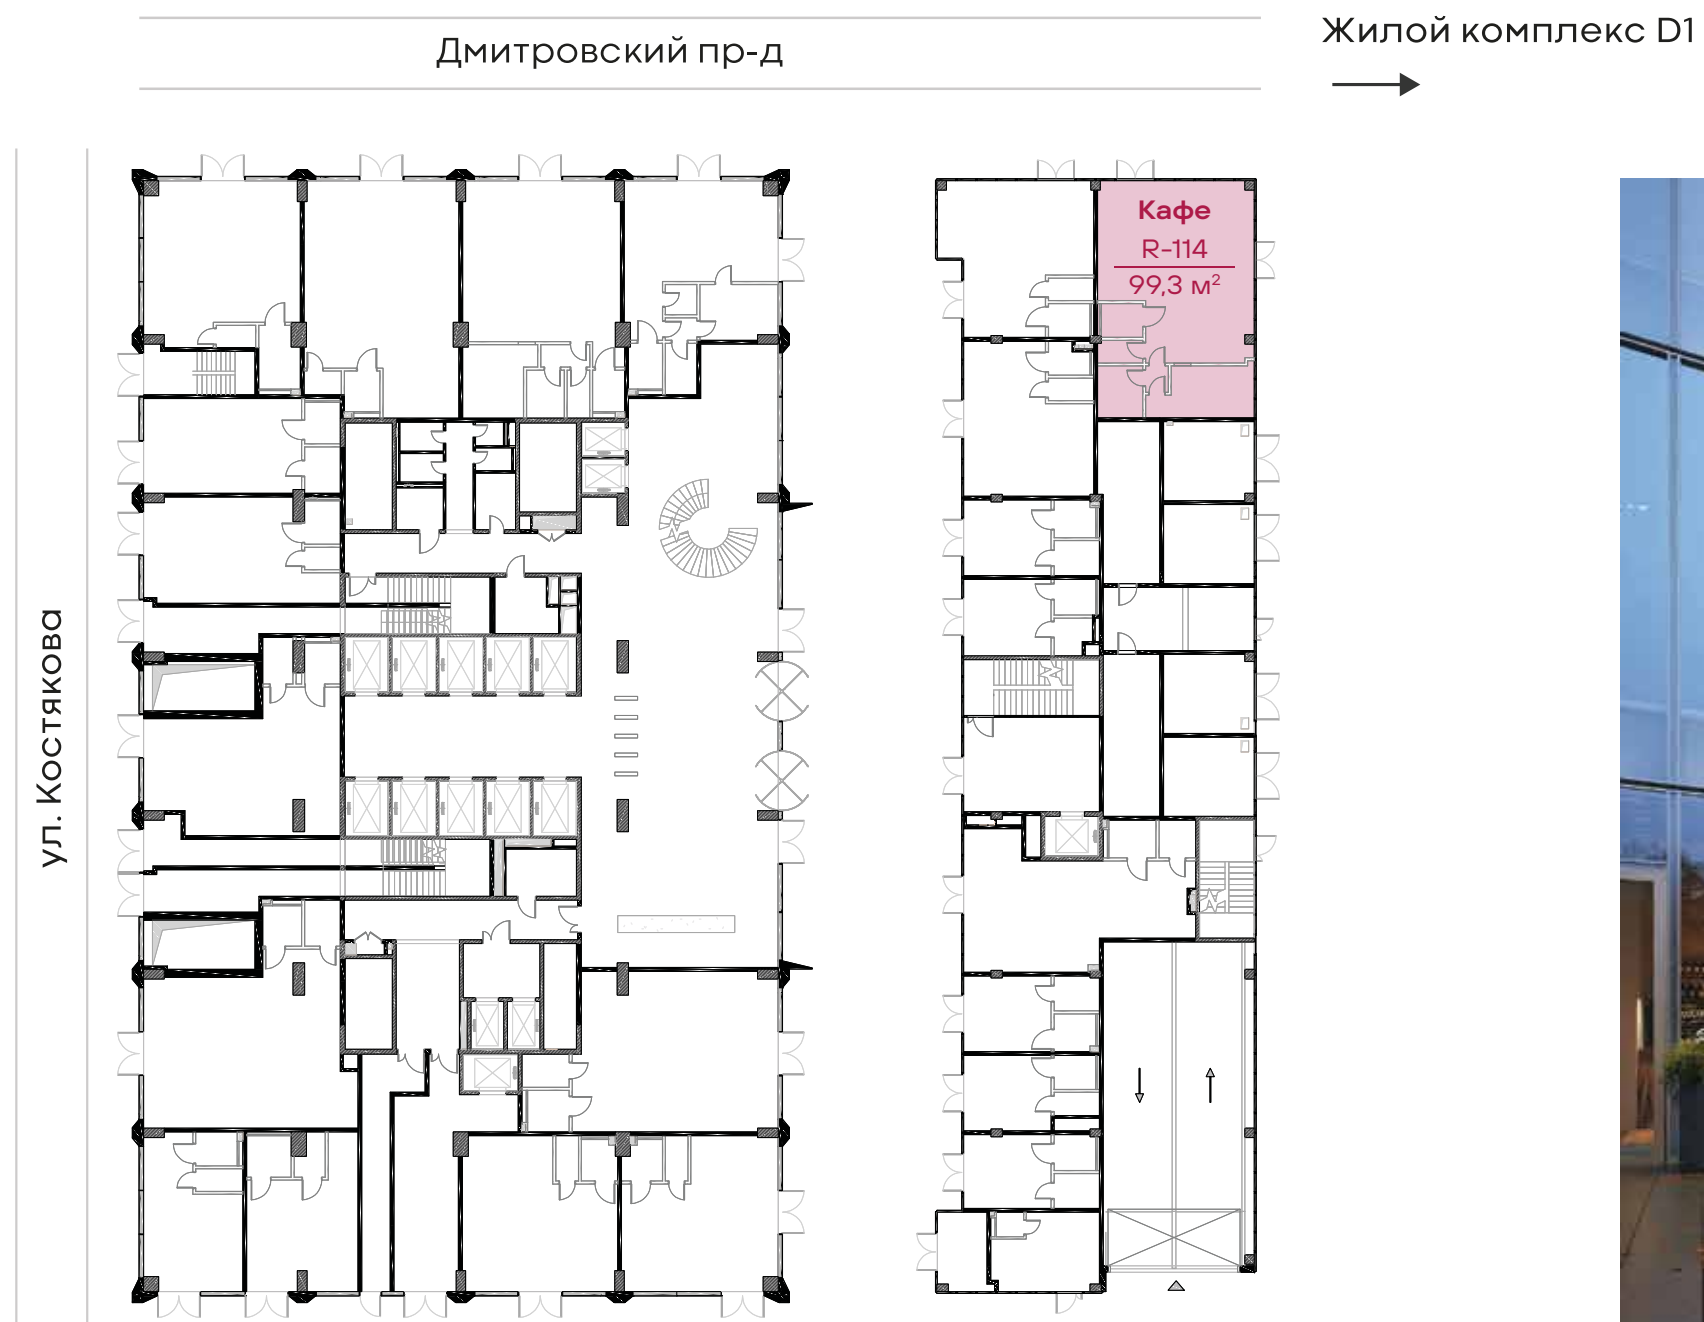 Дмитровский пр-д
Жилой комплекс D1
ул. Костякова
Кафе
R-114
99,3 м²